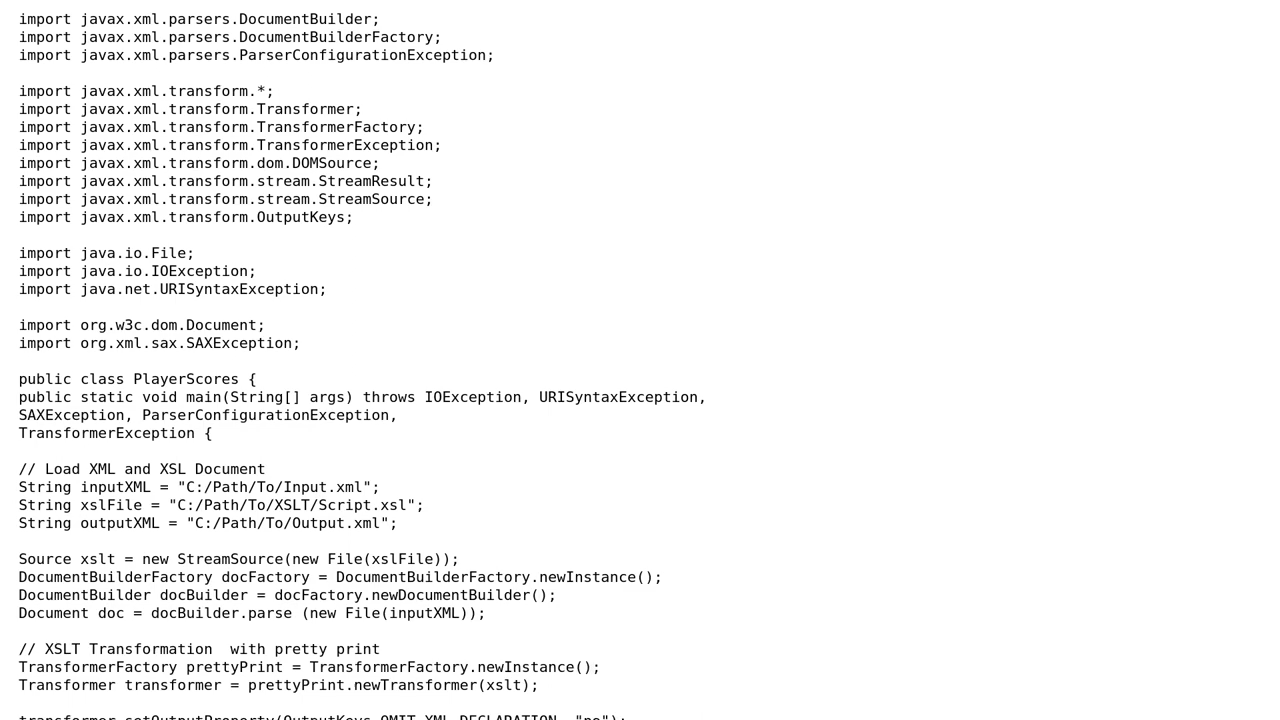 import javax.xml.parsers.DocumentBuilder;
import javax.xml.parsers.DocumentBuilderFactory;
import javax.xml.parsers.ParserConfigurationException;

import javax.xml.transform.*;
import javax.xml.transform.Transformer;
import javax.xml.transform.TransformerFactory;
import javax.xml.transform.TransformerException;
import javax.xml.transform.dom.DOMSource;
import javax.xml.transform.stream.StreamResult;
import javax.xml.transform.stream.StreamSource;
import javax.xml.transform.OutputKeys;

import java.io.File;
import java.io.IOException;
import java.net.URISyntaxException;

import org.w3c.dom.Document;
import org.xml.sax.SAXException;

public class PlayerScores {
public static void main(String[] args) throws IOException, URISyntaxException,
SAXException, ParserConfigurationException,
TransformerException {

// Load XML and XSL Document
String inputXML = "C:/Path/To/Input.xml";
String xslFile = "C:/Path/To/XSLT/Script.xsl";
String outputXML = "C:/Path/To/Output.xml";

Source xslt = new StreamSource(new File(xslFile));
DocumentBuilderFactory docFactory = DocumentBuilderFactory.newInstance();
DocumentBuilder docBuilder = docFactory.newDocumentBuilder();
Document doc = docBuilder.parse (new File(inputXML));

// XSLT Transformation  with pretty print
TransformerFactory prettyPrint = TransformerFactory.newInstance();
Transformer transformer = prettyPrint.newTransformer(xslt);

transformer.setOutputProperty(OutputKeys.OMIT_XML_DECLARATION, "no");